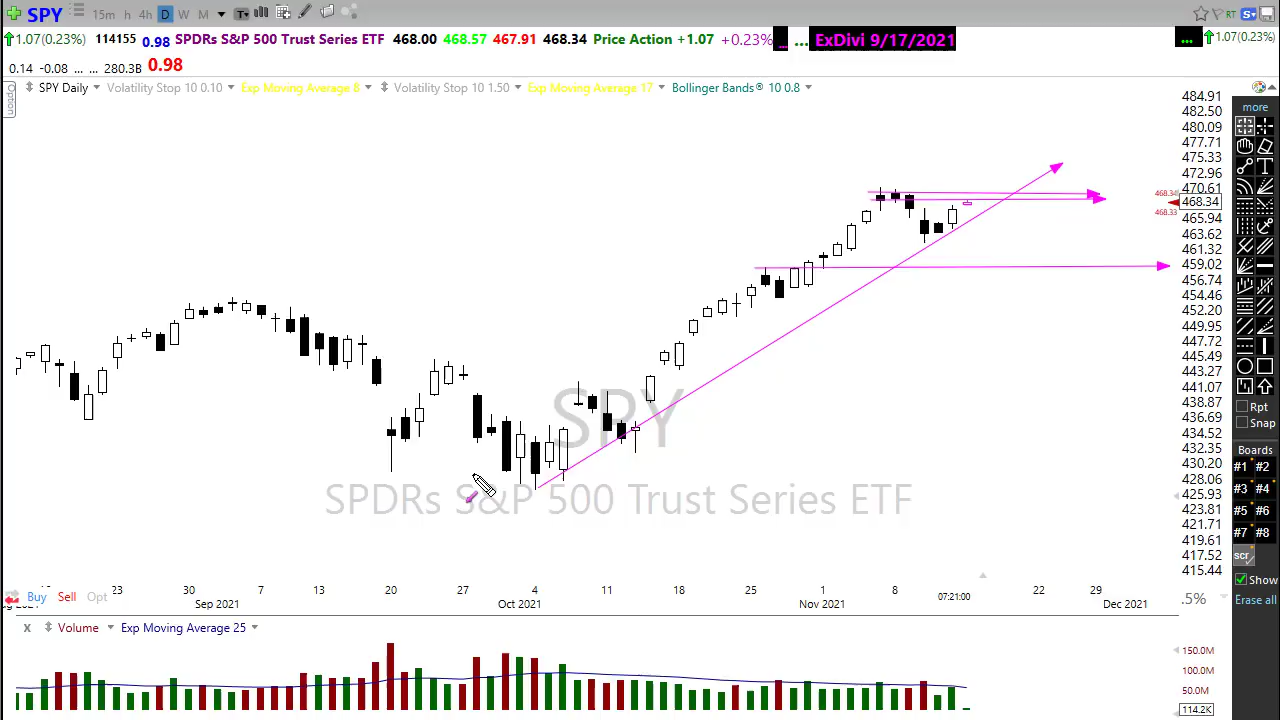 SPY 15m h 4h D W M T RT S
1.07(0.23%) 114155 0.98 SPDRs S&P 500 Trust Series ETF 468.00 468.57 467.91 468.34 Price Action +1.07 +0.23% ... ... ExDivi 9/17/2021 ... 1.07(0.23%)
0.14 -0.08 ... ... 280.3B 0.98
Option
SPY Daily Volatility Stop 10 0.10 Exp Moving Average 8 Volatility Stop 10 1.50 Exp Moving Average 17 Bollinger Bands® 10 0.8
484.91
482.50
480.09
477.71
475.33
472.96
470.61
468.34
468.34
468.33
465.94
463.62
461.32
459.02
456.74
454.46
452.20
449.95
447.72
445.49
443.27
441.07
438.87
436.69
434.52
432.35
430.20
428.06
425.93
423.81
421.71
419.61
417.52
415.44
SPY
SPDRs S&P 500 Trust Series ETF
23 30 7 13 20 27 4 11 18 25 1 8 07:21:00 22 29
Sep 2021 Oct 2021 Nov 2021 Dec 2021
Buy Sell Opt .5%
X Volume Exp Moving Average 25
150.0M
100.0M
50.0M
114.2K
more
T
Rpt
Snap
Boards
#1 #2
#3 #4
#5 #6
#7 #8
scr
Show
Erase all